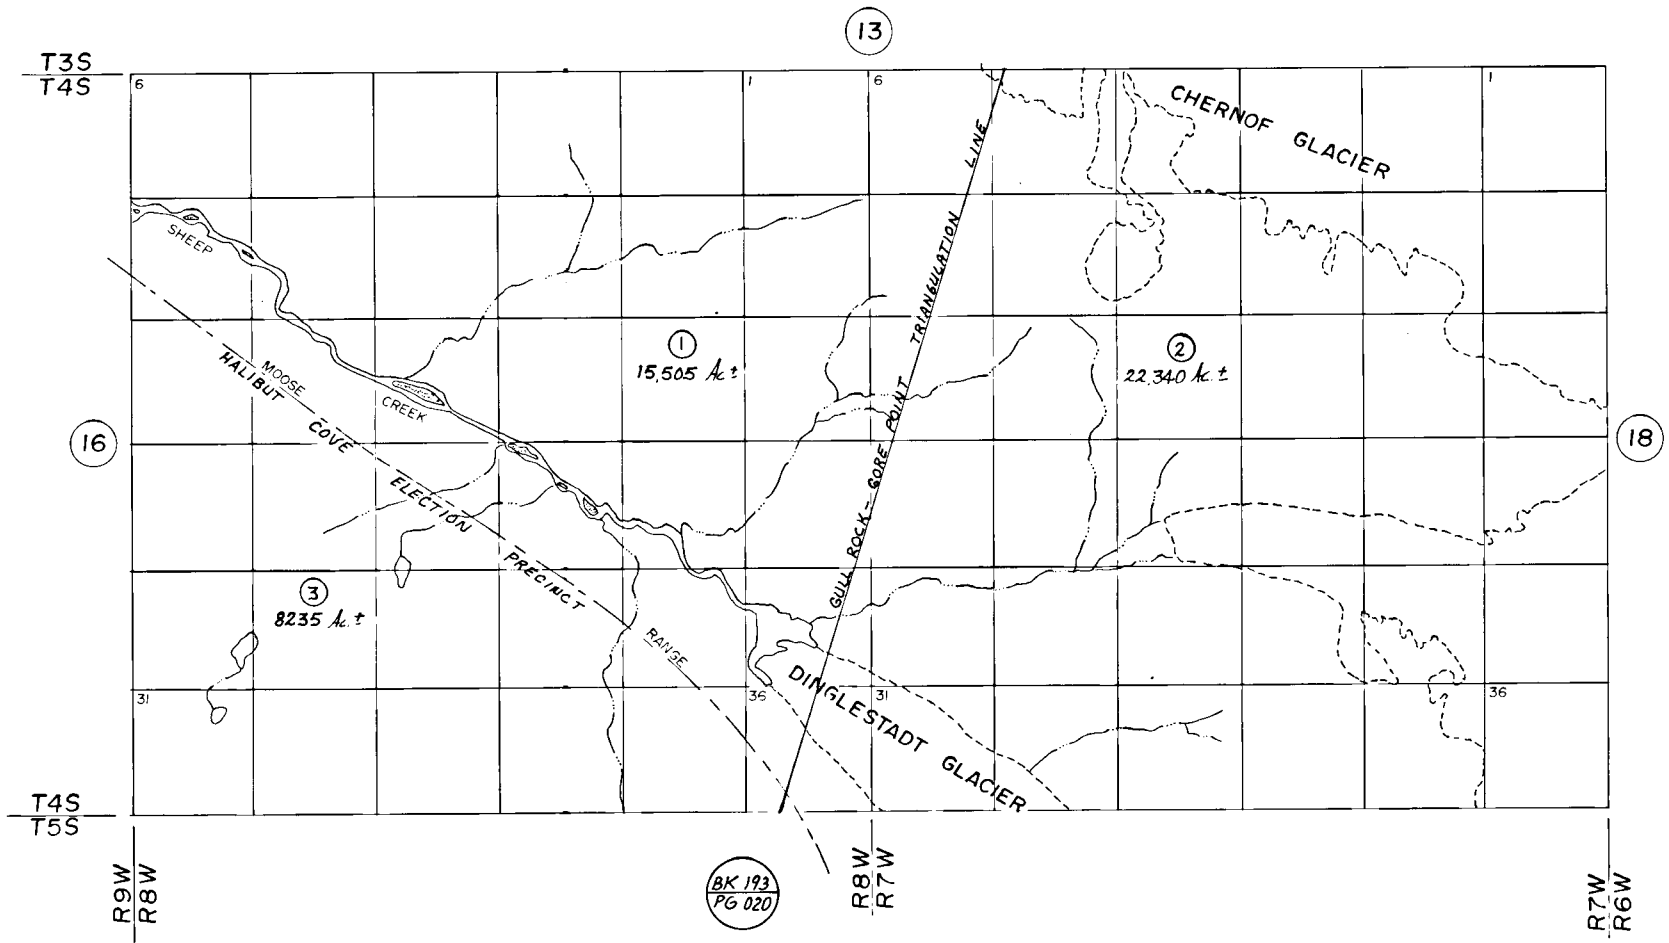 13
T3S
T4S
6
1
6
1
CHERNOF GLACIER
GULL ROCK - GORE POINT TRIANGULATION LINE
SHEEP
CREEK
1
15,505 Ac ±
2
22,340 Ac. ±
MOOSE
RANGE
HALIBUT COVE ELECTION PRECINCT
16
18
3
8235 Ac. ±
31
36
31
36
DINGLESTADT GLACIER
T4S
T5S
R9W
R8W
BK 193
PG 020
R8W
R7W
R7W
R6W